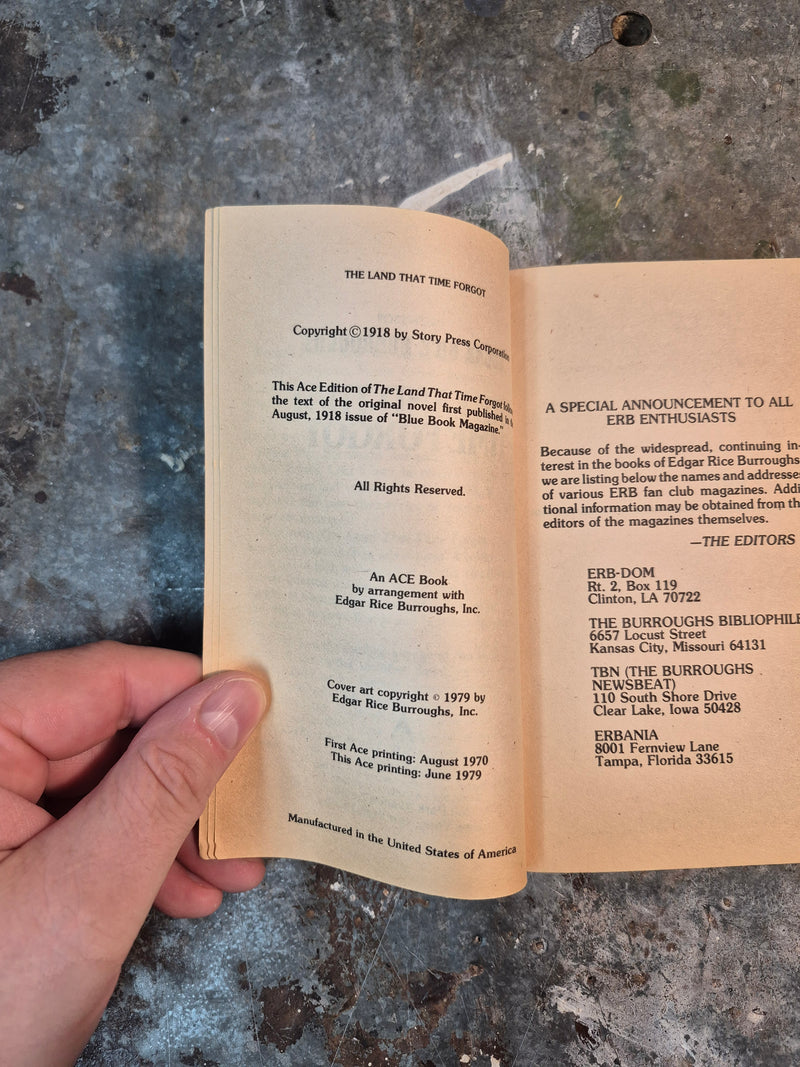 THE LAND THAT TIME FORGOT
Copyright © 1918 by Story Press Corporation
This Ace Edition of The Land That Time Forgot
the text of the original novel first published in
August, 1918 issue of "Blue Book Magazine."
All Rights Reserved.
An ACE Book
by arrangement with
Edgar Rice Burroughs, Inc.
Cover art copyright © 1979 by
Edgar Rice Burroughs, Inc.
First Ace printing: August 1970
This Ace printing: June 1979
Manufactured in the United States of America
A SPECIAL ANNOUNCEMENT TO ALL
ERB ENTHUSIASTS
Because of the widespread, continuing in-
terest in the books of Edgar Rice Burroughs
we are listing below the names and addresses
of various ERB fan club magazines. Addi
tional information may be obtained from th
editors of the magazines themselves.
—THE EDITORS
ERB-DOM
Rt. 2, Box 119
Clinton, LA 70722
THE BURROUGHS BIBLIOPHILE
6657 Locust Street
Kansas City, Missouri 64131
TBN (THE BURROUGHS
NEWSBEAT)
110 South Shore Drive
Clear Lake, Iowa 50428
ERBANIA
8001 Fernview Lane
Tampa, Florida 33615